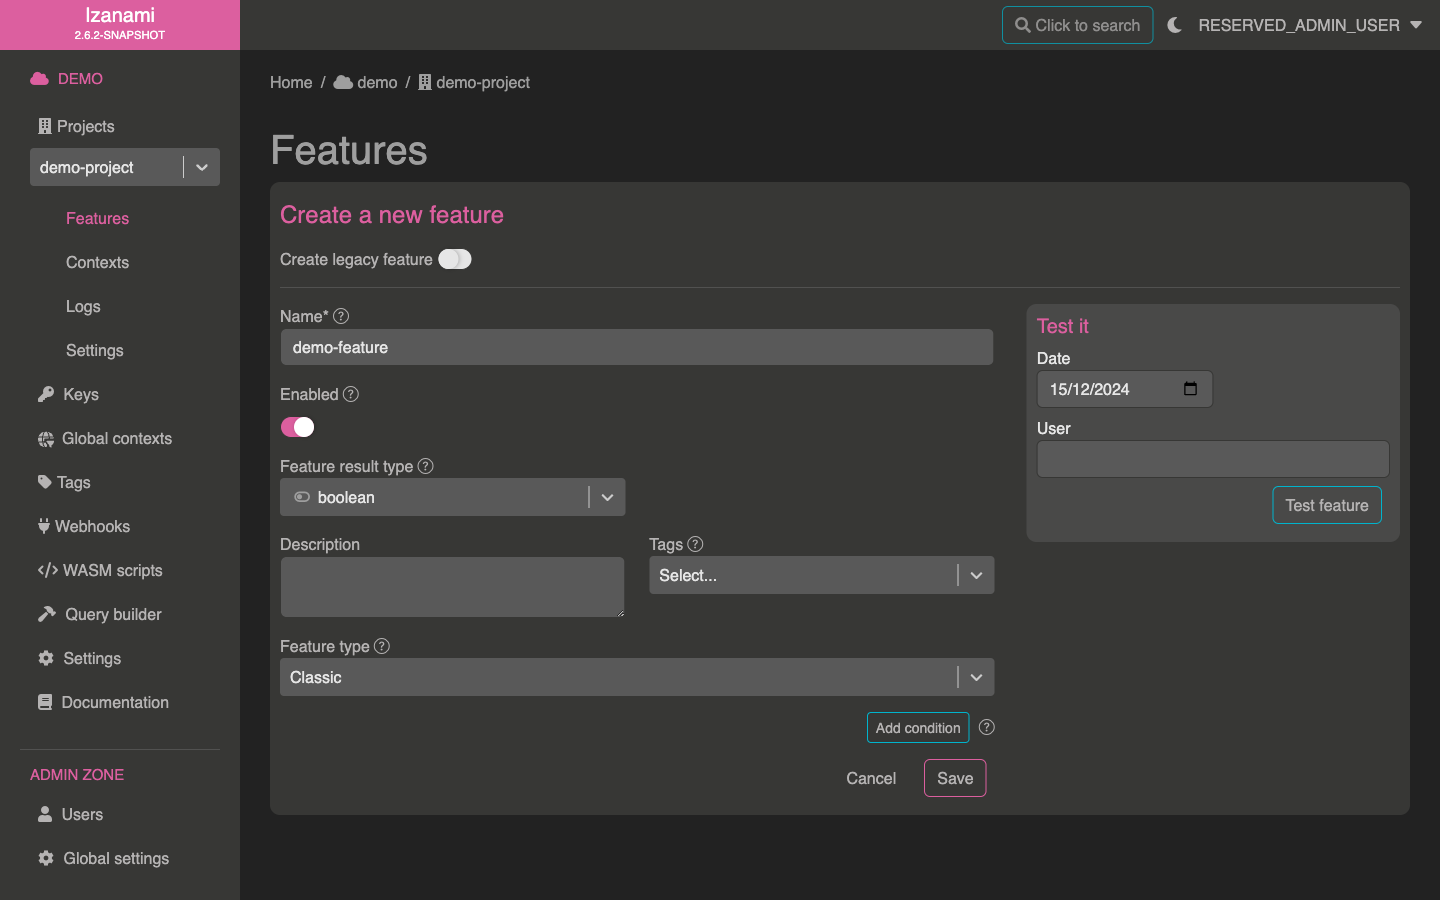 Izanami
2.6.2-SNAPSHOT
Click to search
RESERVED_ADMIN_USER
DEMO
Projects
demo-project
Features
Contexts
Logs
Settings
Keys
Global contexts
Tags
Webhooks
WASM scripts
Query builder
Settings
Documentation
ADMIN ZONE
Users
Global settings
Home / demo / demo-project
Features
Create a new feature
Create legacy feature
Name* ?
demo-feature
Enabled ?
Feature result type ?
boolean
Description
Tags ?
Select...
Feature type ?
Classic
Add condition ?
Cancel
Save
Test it
Date
15/12/2024
User
Test feature